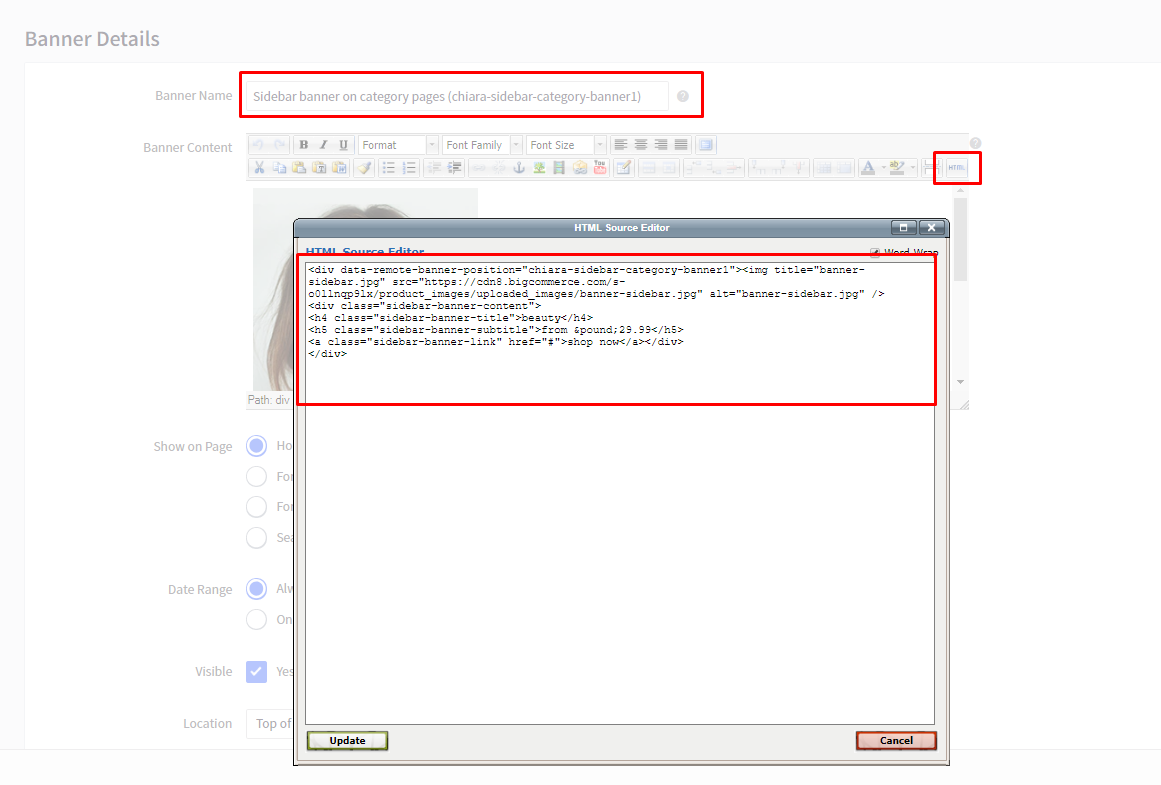 Banner Details
Banner Name
Sidebar banner on category pages (chiara-sidebar-category-banner1)
Banner Content
B I U Format Font Family Font Size
You Tube A HTML
HTML Source Editor
HTML Source Editor
Word Wrap
<div data-remote-banner-position="chiara-sidebar-category-banner1"><img title="banner-
sidebar.jpg" src="https://cdn8.bigcommerce.com/s-
o0llnqp9lx/product_images/uploaded_images/banner-sidebar.jpg" alt="banner-sidebar.jpg" />
<div class="sidebar-banner-content">
<h4 class="sidebar-banner-title">beauty</h4>
<h5 class="sidebar-banner-subtitle">from &pound;29.99</h5>
<a class="sidebar-banner-link" href="#">shop now</a></div>
</div>
Path: div
Show on Page
Ho
For
For
Sea
Date Range
Alw
On
Visible
Yes
Location
Top of
Update
Cancel